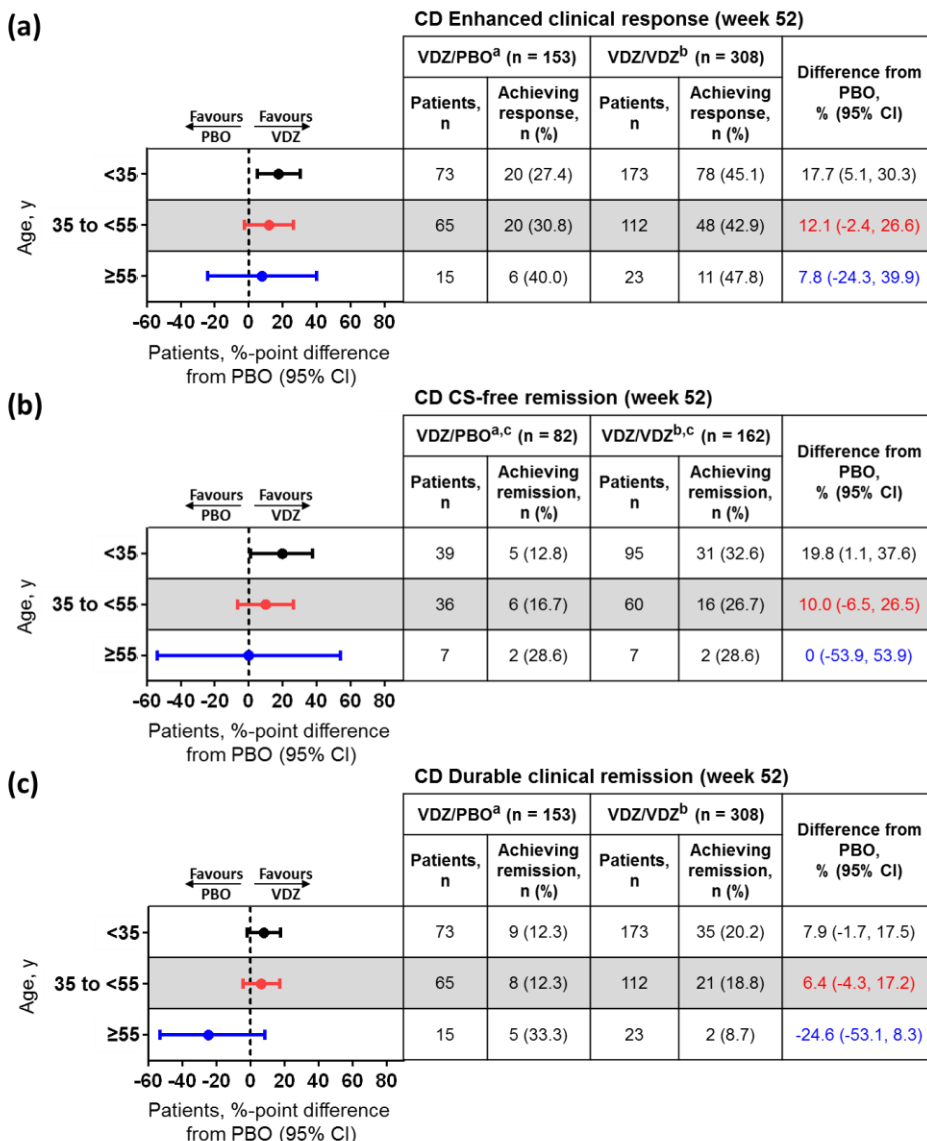 (a)
CD Enhanced clinical response (week 52)
VDZ/PBOᵃ (n = 153) VDZ/VDZᵇ (n = 308) Difference from PBO, % (95% CI)
Patients, n Achieving response, n (%) Patients, n Achieving response, n (%)
Favours PBO Favours VDZ
Age, y
<35 73 20 (27.4) 173 78 (45.1) 17.7 (5.1, 30.3)
35 to <55 65 20 (30.8) 112 48 (42.9) 12.1 (-2.4, 26.6)
≥55 15 6 (40.0) 23 11 (47.8) 7.8 (-24.3, 39.9)
-60 -40 -20 0 20 40 60 80
Patients, %-point difference
from PBO (95% CI)
(b)
CD CS-free remission (week 52)
VDZ/PBOᵃ,ᶜ (n = 82) VDZ/VDZᵇ,ᶜ (n = 162) Difference from PBO, % (95% CI)
Patients, n Achieving remission, n (%) Patients, n Achieving remission, n (%)
Favours PBO Favours VDZ
Age, y
<35 39 5 (12.8) 95 31 (32.6) 19.8 (1.1, 37.6)
35 to <55 36 6 (16.7) 60 16 (26.7) 10.0 (-6.5, 26.5)
≥55 7 2 (28.6) 7 2 (28.6) 0 (-53.9, 53.9)
-60 -40 -20 0 20 40 60 80
Patients, %-point difference
from PBO (95% CI)
(c)
CD Durable clinical remission (week 52)
VDZ/PBOᵃ (n = 153) VDZ/VDZᵇ (n = 308) Difference from PBO, % (95% CI)
Patients, n Achieving remission, n (%) Patients, n Achieving remission, n (%)
Favours PBO Favours VDZ
Age, y
<35 73 9 (12.3) 173 35 (20.2) 7.9 (-1.7, 17.5)
35 to <55 65 8 (12.3) 112 21 (18.8) 6.4 (-4.3, 17.2)
≥55 15 5 (33.3) 23 2 (8.7) -24.6 (-53.1, 8.3)
-60 -40 -20 0 20 40 60 80
Patients, %-point difference
from PBO (95% CI)